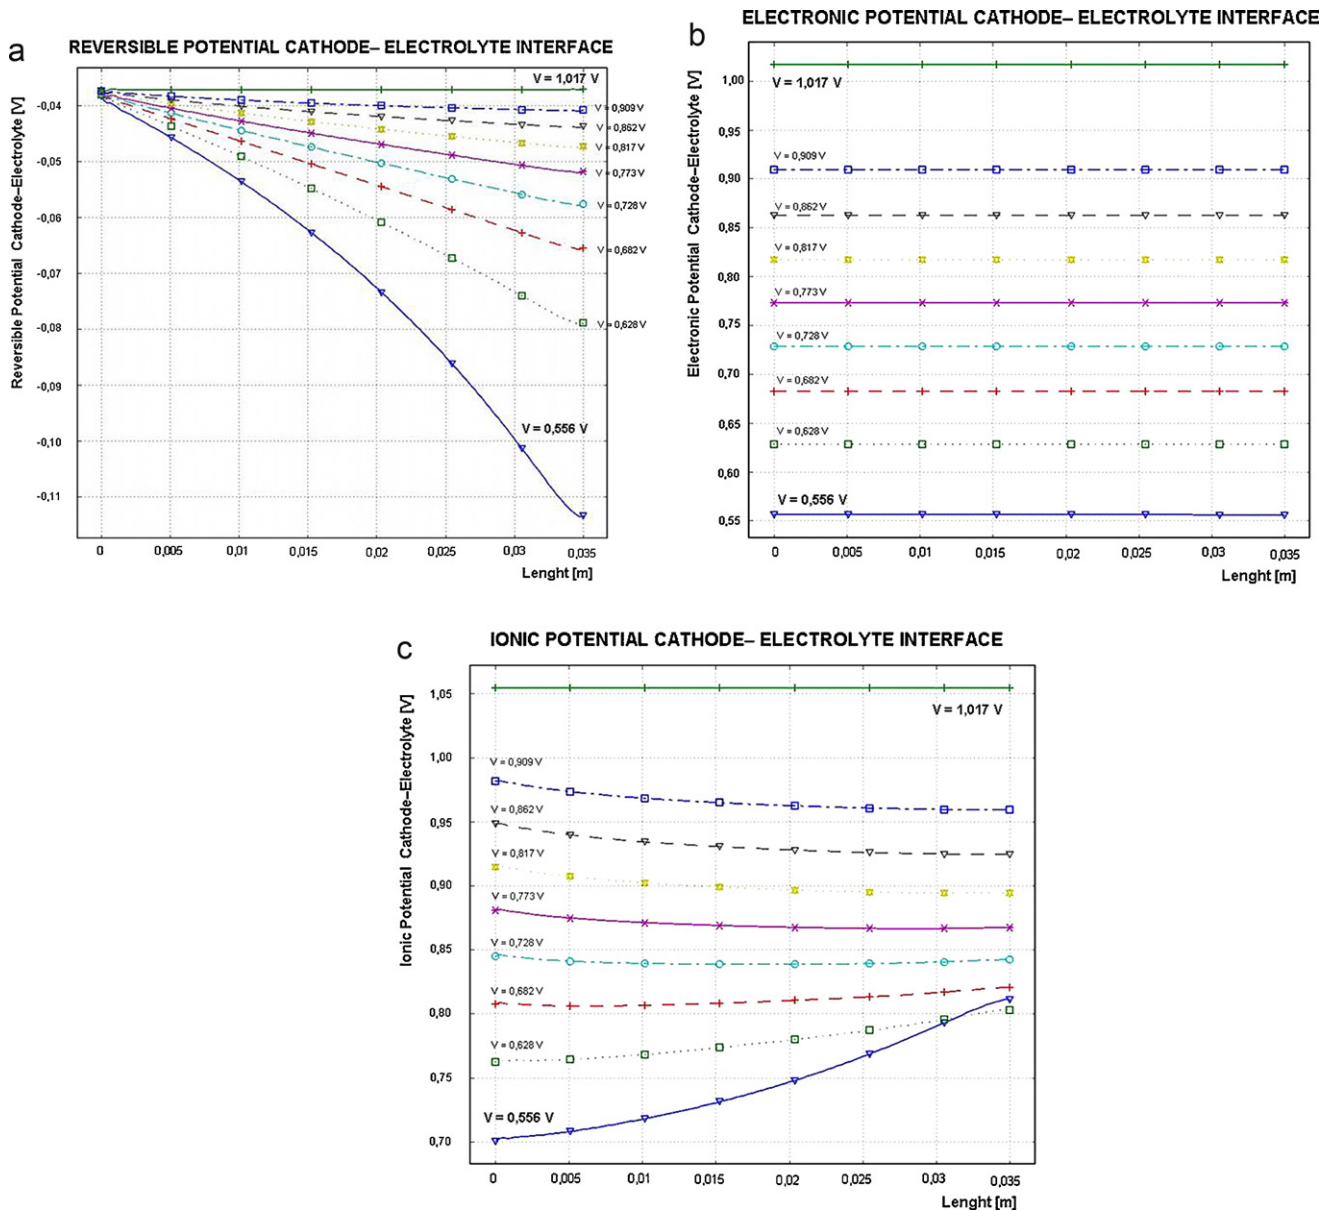 a
REVERSIBLE POTENTIAL CATHODE– ELECTROLYTE INTERFACE
V = 1,017 V
V = 0,909 V
V = 0,862 V
V = 0,817 V
V = 0,773 V
V = 0,728 V
V = 0,682 V
V = 0,628 V
V = 0,556 V
Reversible Potential Cathode–Electrolyte [V]
-0,04
-0,05
-0,06
-0,07
-0,08
-0,09
-0,10
-0,11
0 0,005 0,01 0,015 0,02 0,025 0,03 0,035
Lenght [m]
b
ELECTRONIC POTENTIAL CATHODE– ELECTROLYTE INTERFACE
Electronic Potential Cathode–Electrolyte [V]
1,00
0,95
0,90
0,85
0,80
0,75
0,70
0,65
0,60
0,55
V = 1,017 V
V = 0,909 V
V = 0,862 V
V = 0,817 V
V = 0,773 V
V = 0,728 V
V = 0,682 V
V = 0,628 V
V = 0,556 V
0 0,005 0,01 0,015 0,02 0,025 0,03 0,035
Lenght [m]
c
IONIC POTENTIAL CATHODE– ELECTROLYTE INTERFACE
Ionic Potential Cathode–Electrolyte [V]
1,05
1,00
0,95
0,90
0,85
0,80
0,75
0,70
V = 1,017 V
V = 0,909 V
V = 0,862 V
V = 0,817 V
V = 0,773 V
V = 0,728 V
V = 0,682 V
V = 0,628 V
V = 0,556 V
0 0,005 0,01 0,015 0,02 0,025 0,03 0,035
Lenght [m]